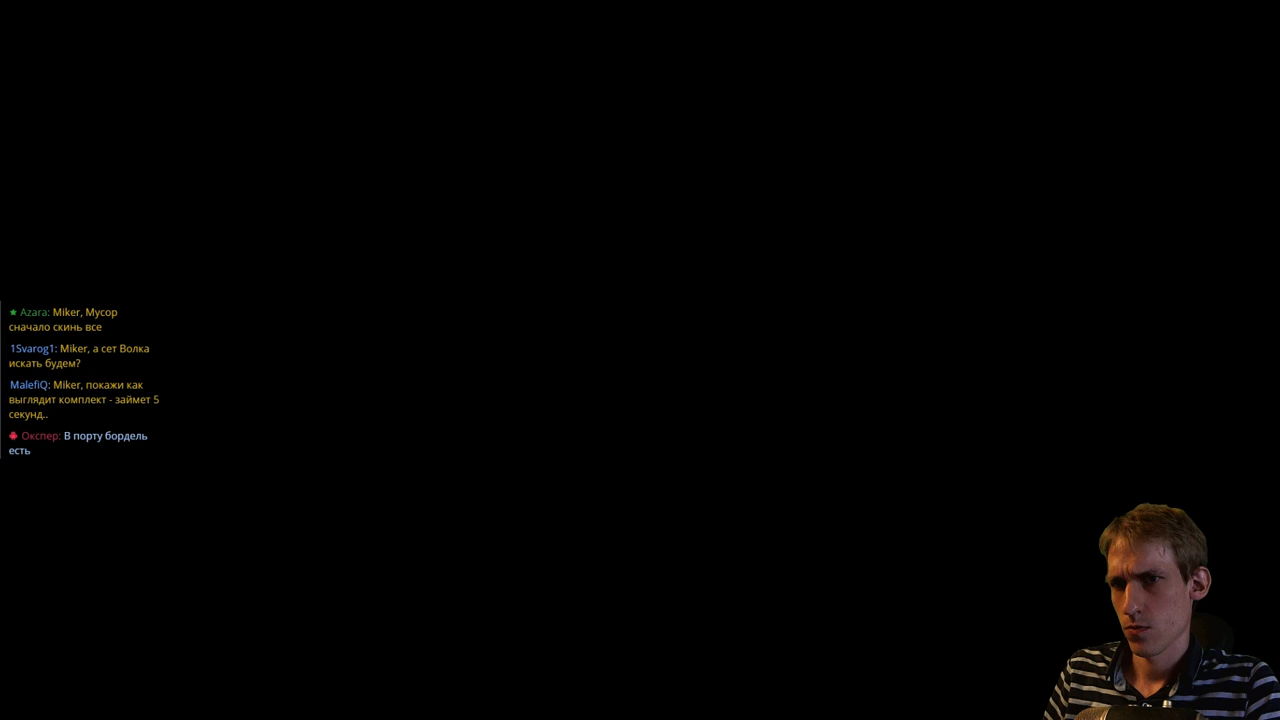 Azara: Miker, Мусор
сначало скинь все
1Svarog1: Miker, а сет Волка
искать будем?
MalefiQ: Miker, покажи как
выглядит комплект - займет 5
секунд..
Окспер: В порту бордель
есть